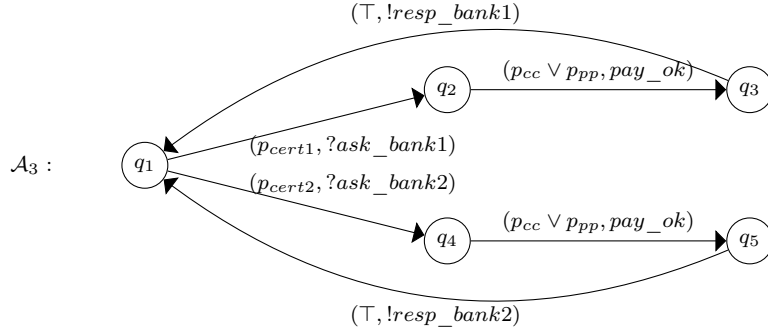 (⊤, !resp_bank1)
q₂
(p_cc ∨ p_pp, pay_ok)
q₃
(p_cert1, ?ask_bank1)
𝒜₃ :
q₁
(p_cert2, ?ask_bank2)
q₄
(p_cc ∨ p_pp, pay_ok)
q₅
(⊤, !resp_bank2)